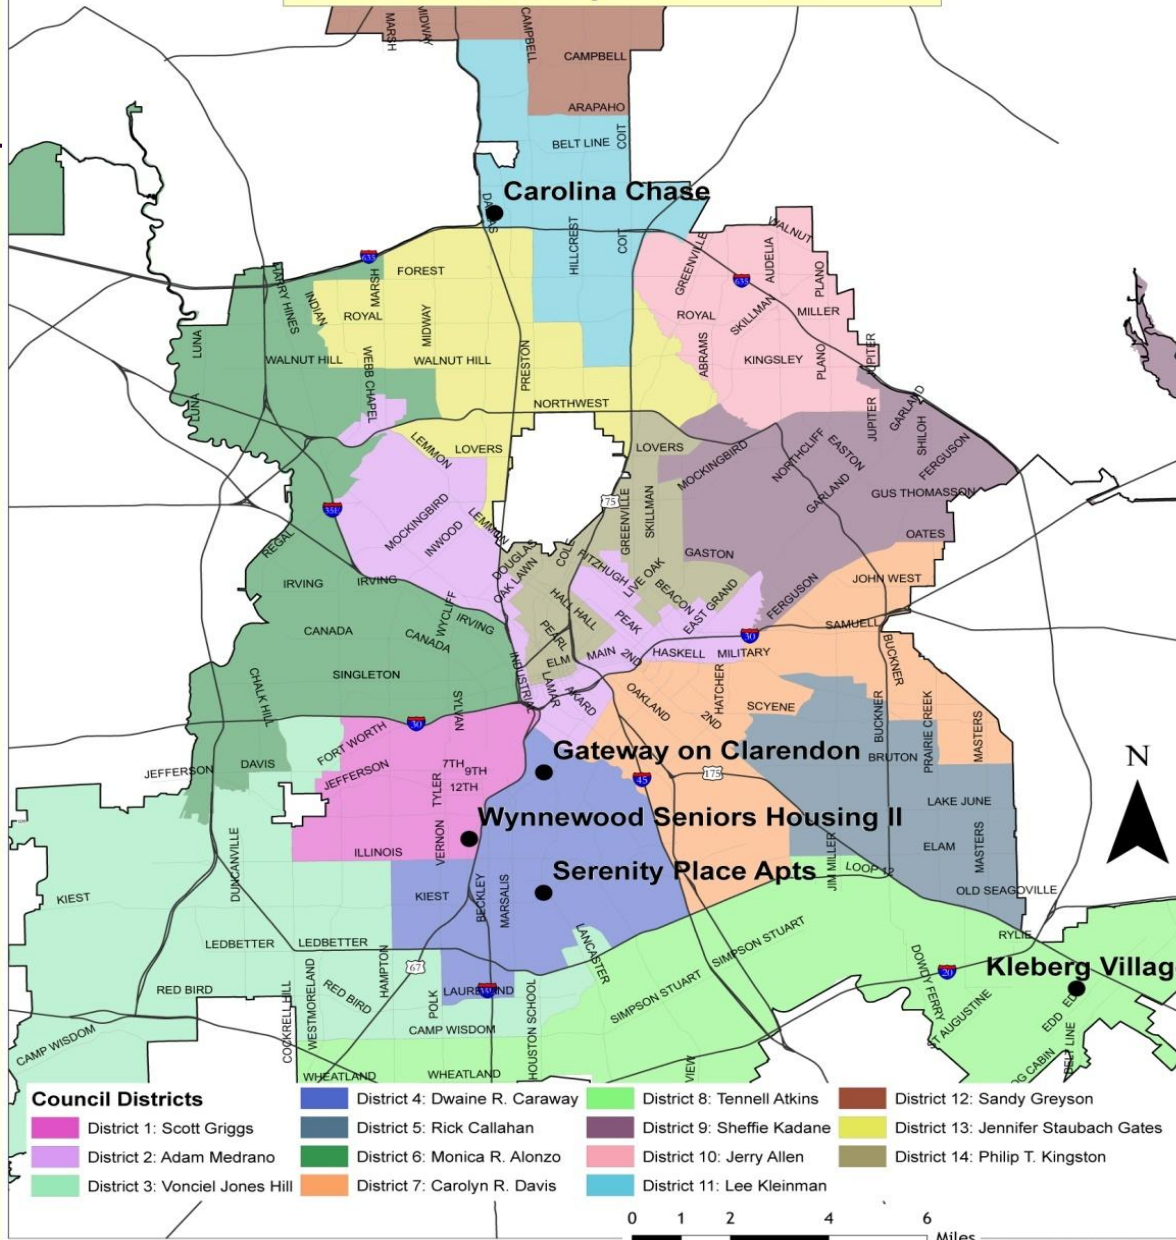 MARSH
MIDWAY
CAMPBELL
CAMPBELL
ARAPAHO
BELT LINE
COIT
Carolina Chase
DALLAS
HILLCREST
COIT
WALNUT
GREENVILLE
AUDELIA
PLANO
635
FOREST
635
HARRY HINES
INDIAN
MARSH
MIDWAY
ROYAL
ROYAL
SKILLMAN
MILLER
LUNA
WALNUT HILL
WEBB CHAPEL
WALNUT HILL
PRESTON
ABRAMS
KINGSLEY
PLANO
JUPITER
LUNA
NORTHWEST
JUPITER
GARLAND
SHILOH
LEMMON
LOVERS
LOVERS
MOCKINGBIRD
NORTHCLIFF
EASTON
FERGUSON
GARLAND
GUS THOMASSON
35E
MOCKINGBIRD
INWOOD
LEMMON
75
GREENVILLE
SKILLMAN
OATES
REGAL
DOUGLAS
OAK LAWN
COLE
FITZHUGH
LIVE OAK
GASTON
IRVING
IRVING
BEACON
EAST GRAND
FERGUSON
JOHN WEST
WYCLIFF
IRVING
HALL
HALL
PEAK
CANADA
CANADA
PEARL
SAMUELL
30
ELM
MAIN
2ND
HASKELL
MILITARY
BUCKNER
SINGLETON
INDUSTRIAL
LAMAR
AKARD
OAKLAND
HATCHER
2ND
SCYENE
CHALK HILL
SYLVAN
BUCKNER
PRAIRIE CREEK
MASTERS
30
FORT WORTH
Gateway on Clarendon
BRUTON
JEFFERSON
DAVIS
JEFFERSON
7TH
9TH
12TH
TYLER
45
175
N
LAKE JUNE
Wynnewood Seniors Housing II
DUNCANVILLE
VERNON
ILLINOIS
JIM MILLER
ELAM
MASTERS
Serenity Place Apts
LOOP 12
KIEST
KIEST
BECKLEY
MARSALIS
OLD SEAGOVILLE
LEDBETTER
LEDBETTER
LANCASTER
SIMPSON STUART
RYLIE
HAMPTON
67
DOWDY FERRY
20
Kleberg Villag
RED BIRD
COCKRELL HILL
WESTMORELAND
RED BIRD
POLK
HOUSTON SCHOOL
SIMPSON STUART
ST AUGUSTINE
EDD
CAMP WISDOM
CAMP WISDOM
BELT LINE
WHEATLAND
WHEATLAND
VIEW
OG CABIN
Council Districts
District 1: Scott Griggs
District 2: Adam Medrano
District 3: Vonciel Jones Hill
District 4: Dwaine R. Caraway
District 5: Rick Callahan
District 6: Monica R. Alonzo
District 7: Carolyn R. Davis
District 8: Tennell Atkins
District 9: Sheffie Kadane
District 10: Jerry Allen
District 11: Lee Kleinman
District 12: Sandy Greyson
District 13: Jennifer Staubach Gates
District 14: Philip T. Kingston
0 1 2 4 6
Miles